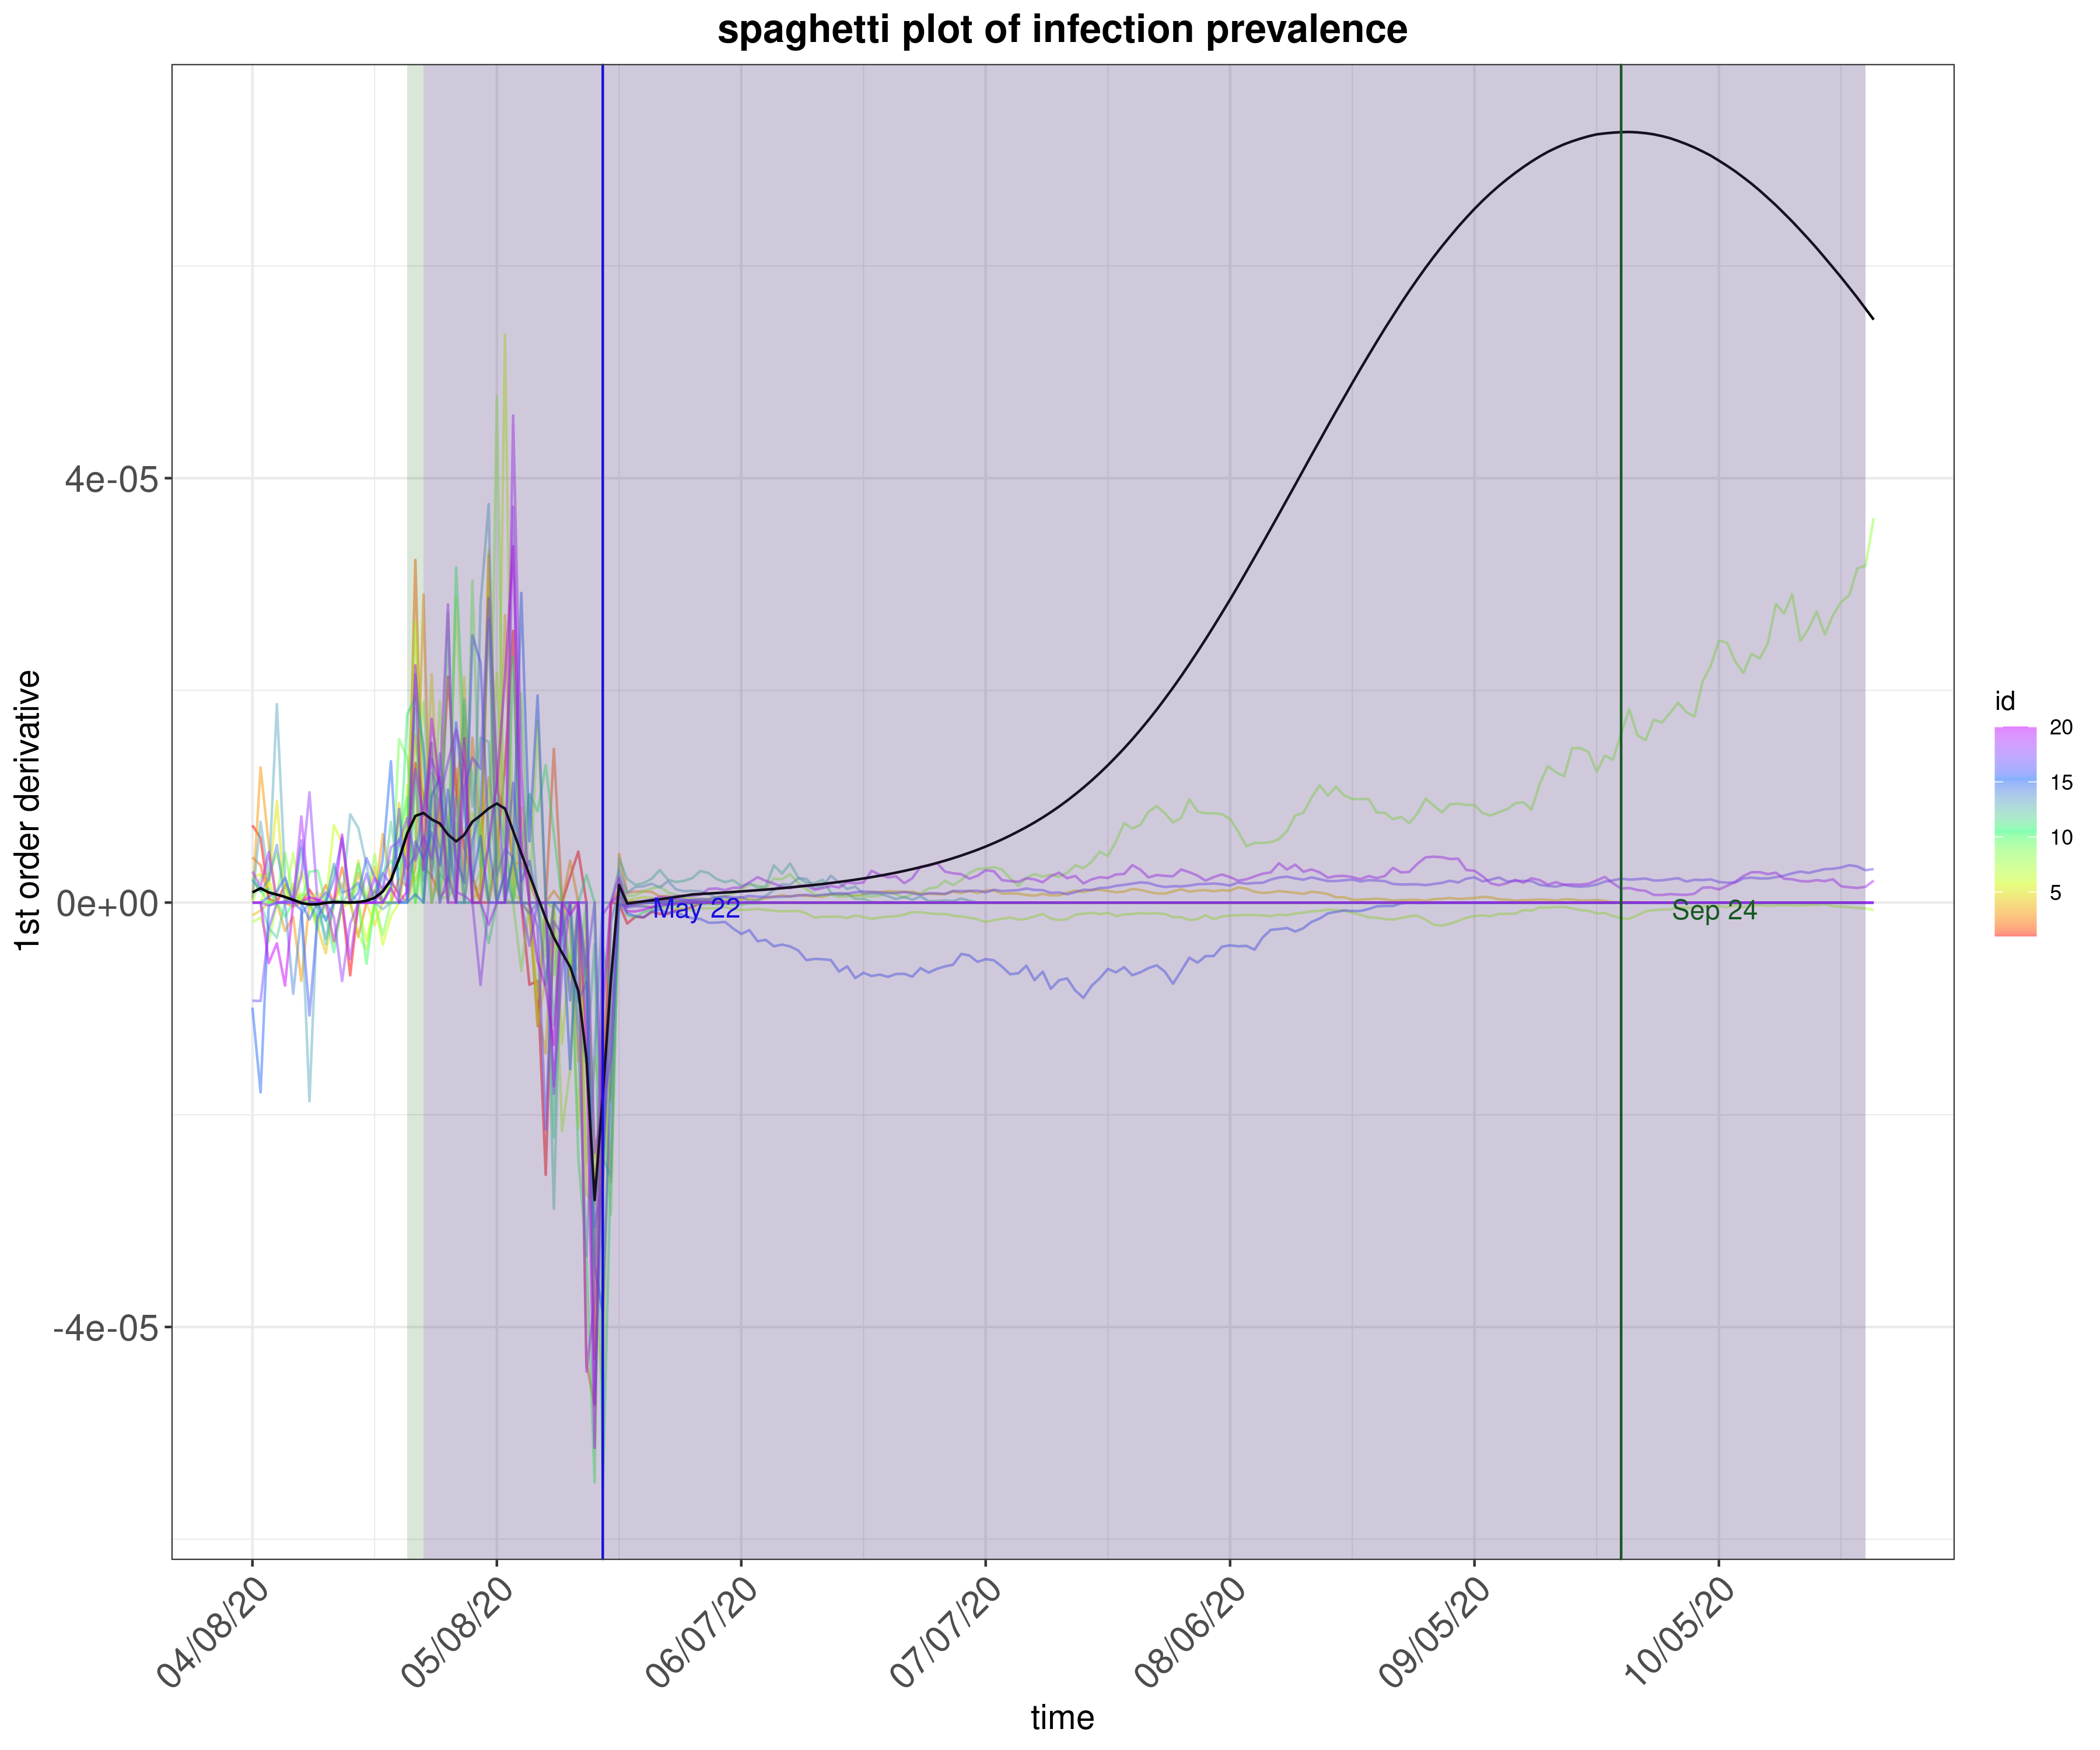 spaghetti plot of infection prevalence
1st order derivative
4e-05
0e+00
-4e-05
May 22
Sep 24
id
20
15
10
5
04/08/20
05/08/20
06/07/20
07/07/20
08/06/20
09/05/20
10/05/20
time